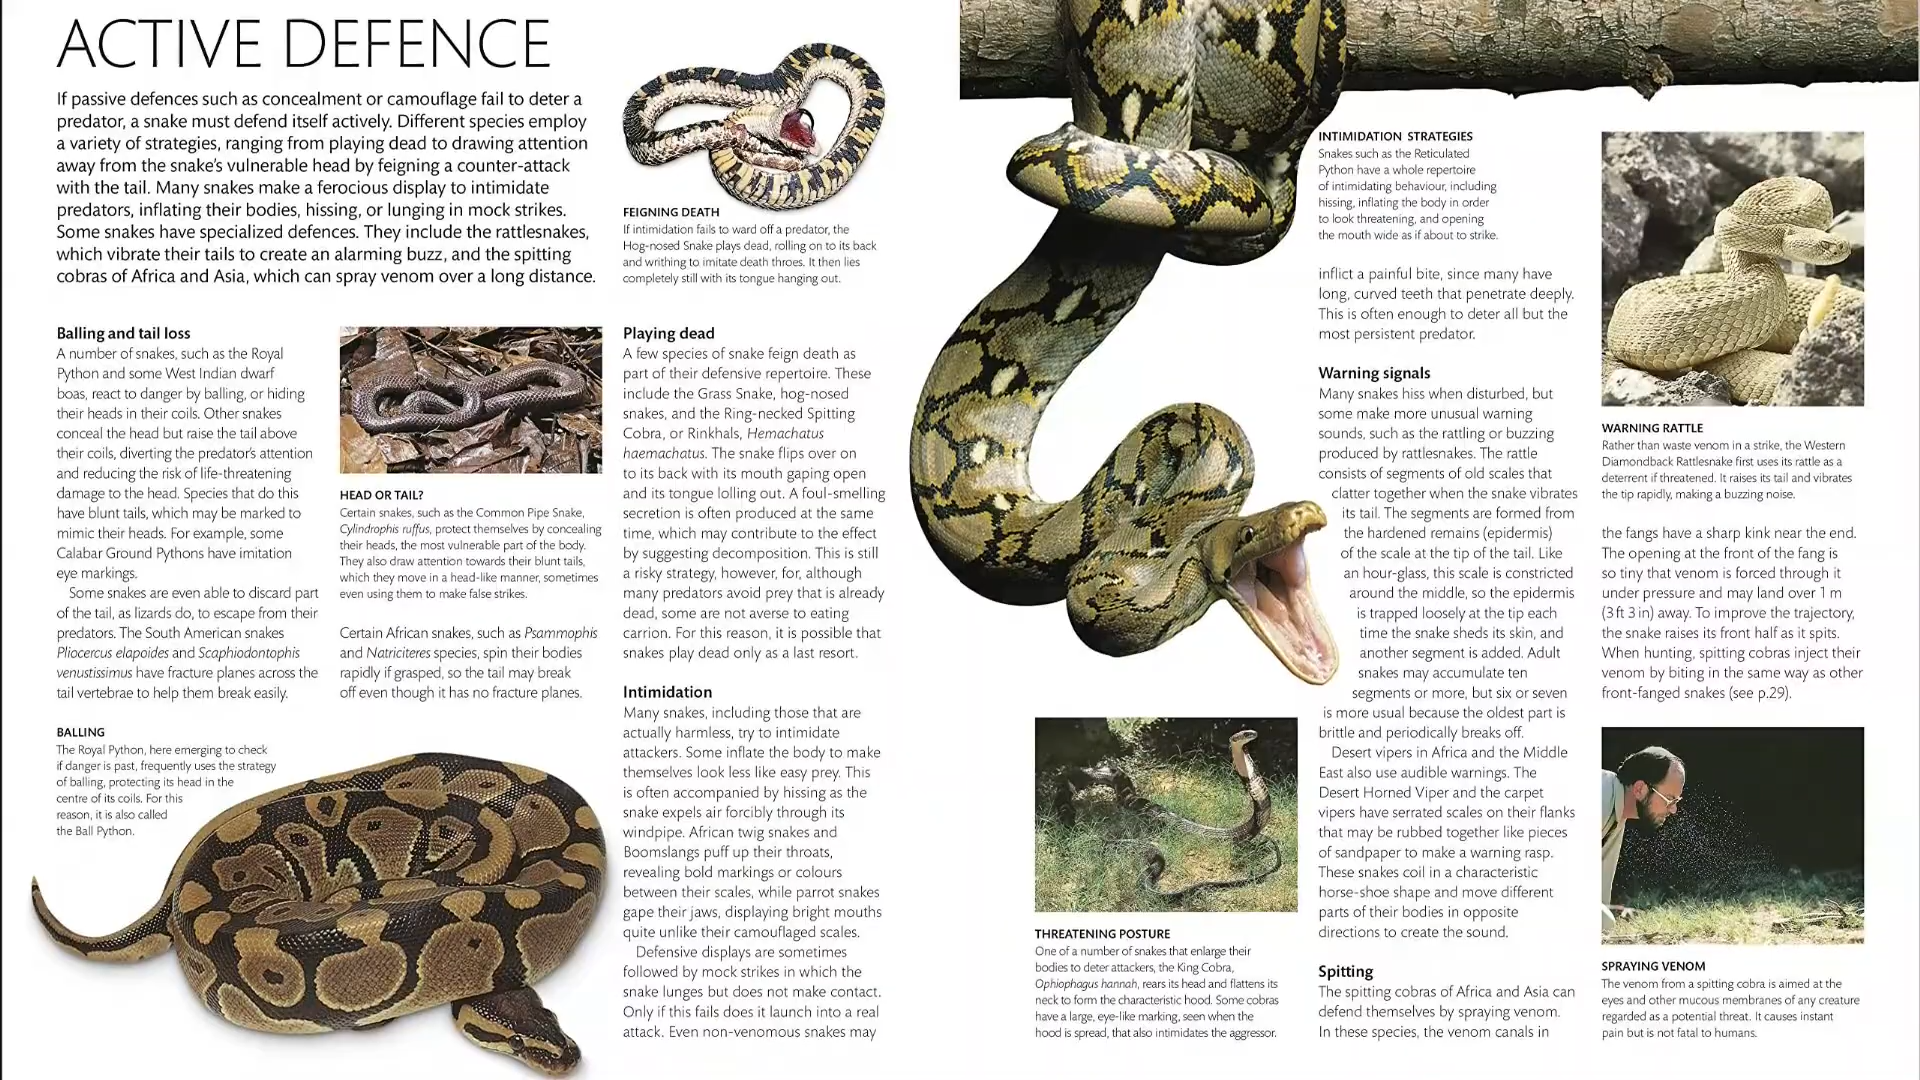 ACTIVE DEFENCE
If passive defences such as concealment or camouflage fail to deter a
predator, a snake must defend itself actively. Different species employ
a variety of strategies, ranging from playing dead to drawing attention
away from the snake's vulnerable head by feigning a counter-attack
with the tail. Many snakes make a ferocious display to intimidate
predators, inflating their bodies, hissing, or lunging in mock strikes.
Some snakes have specialized defences. They include the rattlesnakes,
which vibrate their tails to create an alarming buzz, and the spitting
cobras of Africa and Asia, which can spray venom over a long distance.
FEIGNING DEATH
If intimidation fails to ward off a predator, the
Hog-nosed Snake plays dead, rolling on to its back
and writhing to imitate death throes. It then lies
completely still with its tongue hanging out.
Balling and tail loss
A number of snakes, such as the Royal
Python and some West Indian dwarf
boas, react to danger by balling, or hiding
their heads in their coils. Other snakes
conceal the head but raise the tail above
their coils, diverting the predator's attention
and reducing the risk of life-threatening
damage to the head. Species that do this
have blunt tails, which may be marked to
mimic their heads. For example, some
Calabar Ground Pythons have imitation
eye markings.
Some snakes are even able to discard part
of the tail, as lizards do, to escape from their
predators. The South American snakes
Pliocercus elapoides and Scaphiodontophis
venustissimus have fracture planes across the
tail vertebrae to help them break easily.
HEAD OR TAIL?
Certain snakes, such as the Common Pipe Snake,
Cylindrophis ruffus, protect themselves by concealing
their heads, the most vulnerable part of the body.
They also draw attention towards their blunt tails,
which they move in a head-like manner, sometimes
even using them to make false strikes.
Certain African snakes, such as Psammophis
and Natriciteres species, spin their bodies
rapidly if grasped, so the tail may break
off even though it has no fracture planes.
BALLING
The Royal Python, here emerging to check
if danger is past, frequently uses the strategy
of balling, protecting its head in the
centre of its coils. For this
reason, it is also called
the Ball Python.
Playing dead
A few species of snake feign death as
part of their defensive repertoire. These
include the Grass Snake, hog-nosed
snakes, and the Ring-necked Spitting
Cobra, or Rinkhals, Hemachatus
haemachatus. The snake flips over on
to its back with its mouth gaping open
and its tongue lolling out. A foul-smelling
secretion is often produced at the same
time, which may contribute to the effect
by suggesting decomposition. This is still
a risky strategy, however, for, although
many predators avoid prey that is already
dead, some are not averse to eating
carrion. For this reason, it is possible that
snakes play dead only as a last resort.
Intimidation
Many snakes, including those that are
actually harmless, try to intimidate
attackers. Some inflate the body to make
themselves look less like easy prey. This
is often accompanied by hissing as the
snake expels air forcibly through its
windpipe. African twig snakes and
Boomslangs puff up their throats,
revealing bold markings or colours
between their scales, while parrot snakes
gape their jaws, displaying bright mouths
quite unlike their camouflaged scales.
Defensive displays are sometimes
followed by mock strikes in which the
snake lunges but does not make contact.
Only if this fails does it launch into a real
attack. Even non-venomous snakes may
INTIMIDATION STRATEGIES
Snakes such as the Reticulated
Python have a whole repertoire
of intimidating behaviour, including
hissing, inflating the body in order
to look threatening, and opening
the mouth wide as if about to strike.
inflict a painful bite, since many have
long, curved teeth that penetrate deeply.
This is often enough to deter all but the
most persistent predator.
Warning signals
Many snakes hiss when disturbed, but
some make more unusual warning
sounds, such as the rattling or buzzing
produced by rattlesnakes. The rattle
consists of segments of old scales that
clatter together when the snake vibrates
its tail. The segments are formed from
the hardened remains (epidermis)
of the scale at the tip of the tail. Like
an hour-glass, this scale is constricted
around the middle, so the epidermis
is trapped loosely at the tip each
time the snake sheds its skin, and
another segment is added. Adult
snakes may accumulate ten
segments or more, but six or seven
is more usual because the oldest part is
brittle and periodically breaks off.
Desert vipers in Africa and the Middle
East also use audible warnings. The
Desert Horned Viper and the carpet
vipers have serrated scales on their flanks
that may be rubbed together like pieces
of sandpaper to make a warning rasp.
These snakes coil in a characteristic
horse-shoe shape and move different
parts of their bodies in opposite
directions to create the sound.
Spitting
The spitting cobras of Africa and Asia can
defend themselves by spraying venom.
In these species, the venom canals in
THREATENING POSTURE
One of a number of snakes that enlarge their
bodies to deter attackers, the King Cobra,
Ophiophagus hannah, rears its head and flattens its
neck to form the characteristic hood. Some cobras
have a large, eye-like marking, seen when the
hood is spread, that also intimidates the aggressor.
WARNING RATTLE
Rather than waste venom in a strike, the Western
Diamondback Rattlesnake first uses its rattle as a
deterrent if threatened. It raises its tail and vibrates
the tip rapidly, making a buzzing noise.
the fangs have a sharp kink near the end.
The opening at the front of the fang is
so tiny that venom is forced through it
under pressure and may land over 1 m
(3 ft 3 in) away. To improve the trajectory,
the snake raises its front half as it spits.
When hunting, spitting cobras inject their
venom by biting in the same way as other
front-fanged snakes (see p.29).
SPRAYING VENOM
The venom from a spitting cobra is aimed at the
eyes and other mucous membranes of any creature
regarded as a potential threat. It causes instant
pain but is not fatal to humans.